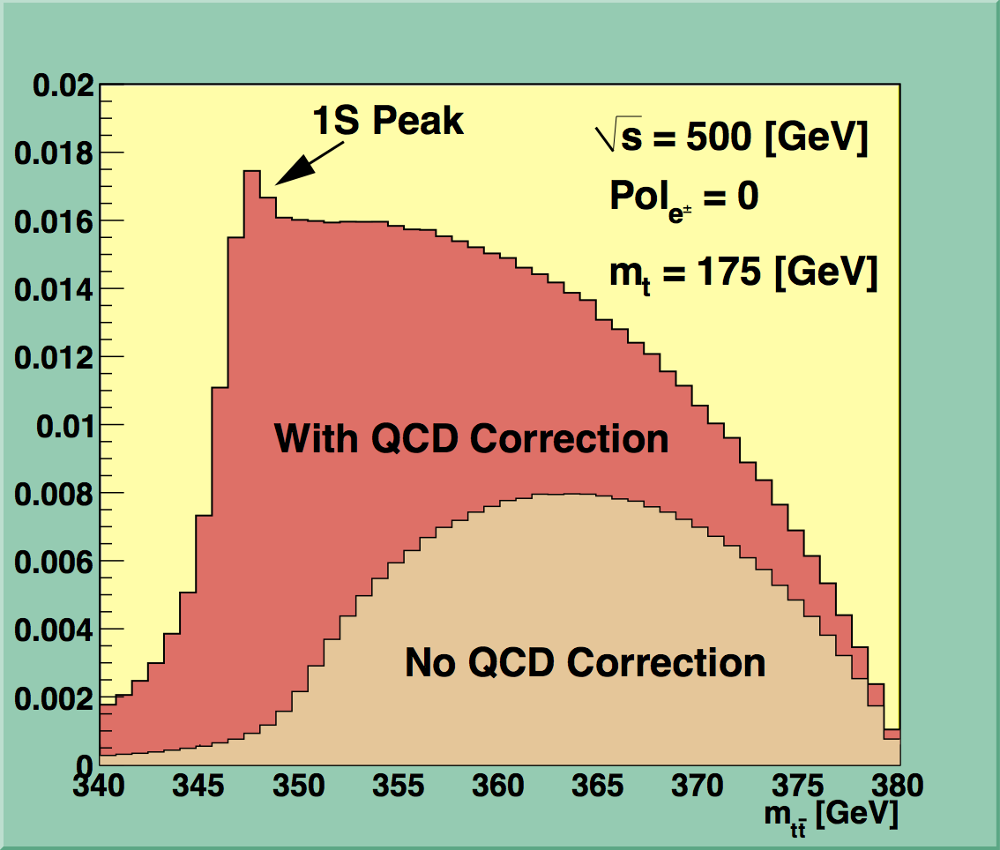 0.02
0.018
0.016
0.014
0.012
0.01
0.008
0.006
0.004
0.002
0
1S Peak
√s = 500 [GeV]
Pol_e± = 0
m_t = 175 [GeV]
With QCD Correction
No QCD Correction
340 345 350 355 360 365 370 375 380
m_tt̄ [GeV]